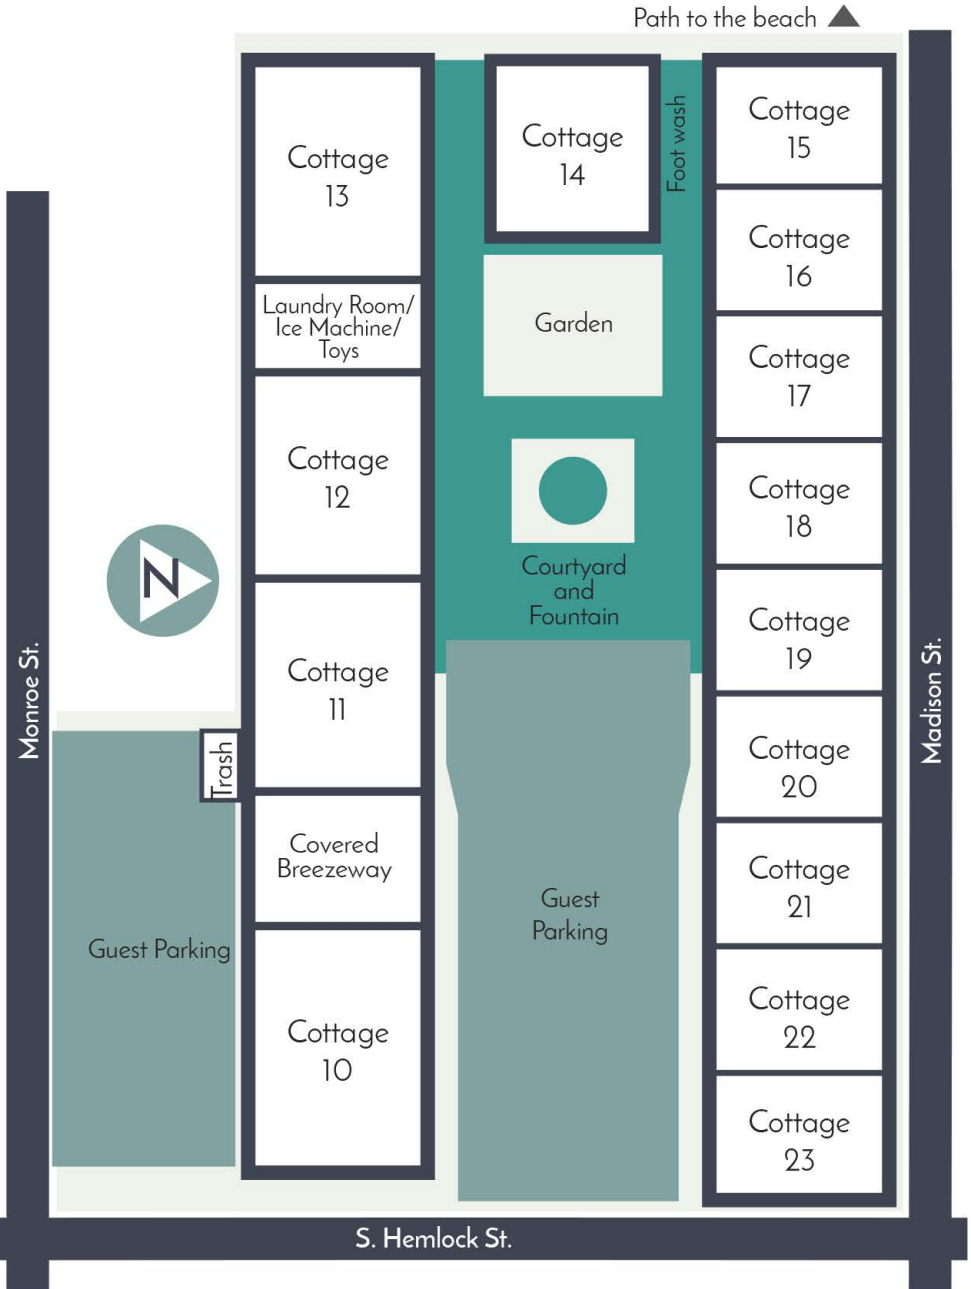 Path to the beach
Cottage
13
Cottage
14
Foot wash
Cottage
15
Cottage
16
Laundry Room/
Ice Machine/
Toys
Garden
Cottage
17
Cottage
12
Cottage
18
N
Courtyard
and
Fountain
Cottage
19
Monroe St.
Cottage
11
Madison St.
Trash
Cottage
20
Covered
Breezeway
Guest
Parking
Cottage
21
Guest Parking
Cottage
10
Cottage
22
Cottage
23
S. Hemlock St.